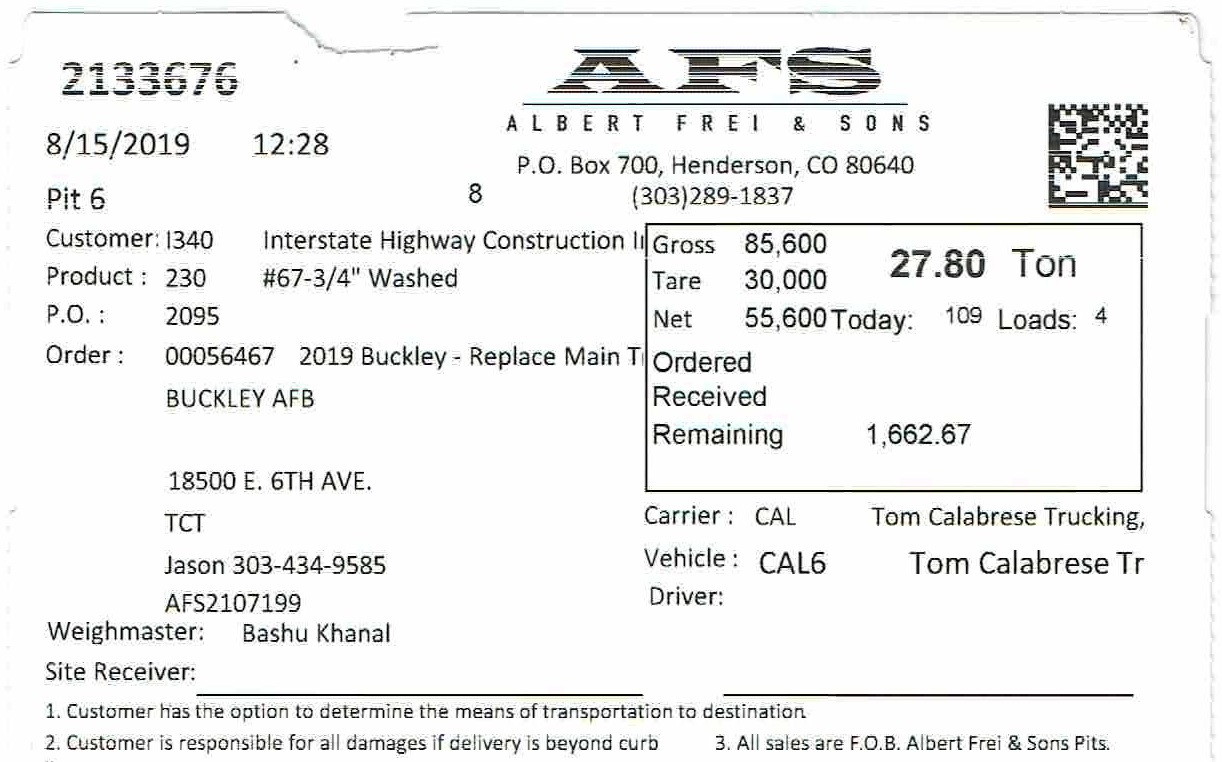 2133676
AFS
ALBERT FREI & SONS
8/15/2019 12:28
P.O. Box 700, Henderson, CO 80640
Pit 6 8 (303)289-1837
Customer: I340 Interstate Highway Construction
Product : 230 #67-3/4" Washed
P.O. : 2095
Order : 00056467 2019 Buckley - Replace Main
BUCKLEY AFB
18500 E. 6TH AVE.
TCT
Jason 303-434-9585
AFS2107199
Gross 85,600 27.80 Ton
Tare 30,000
Net 55,600 Today: 109 Loads: 4
Ordered
Received
Remaining 1,662.67
Carrier : CAL Tom Calabrese Trucking,
Vehicle : CAL6 Tom Calabrese Tr
Driver:
Weighmaster: Bashu Khanal
Site Receiver:
1. Customer has the option to determine the means of transportation to destination.
2. Customer is responsible for all damages if delivery is beyond curb
3. All sales are F.O.B. Albert Frei & Sons Pits.